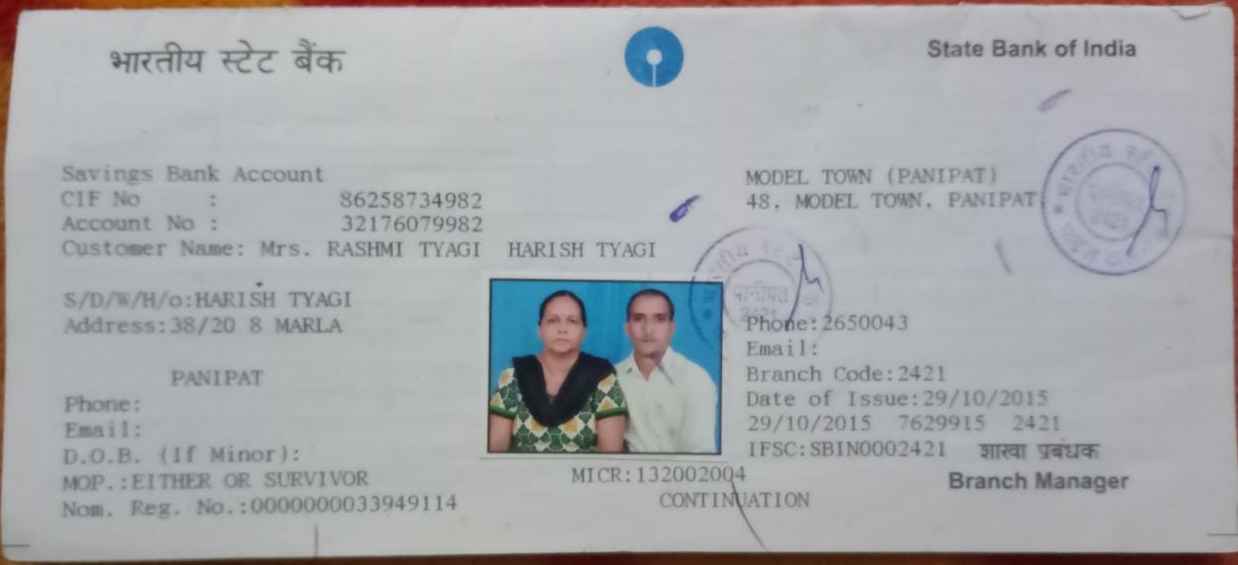 भारतीय स्टेट बैंक
State Bank of India
Savings Bank Account
CIF No : 86258734982
Account No : 32176079982
Customer Name: Mrs. RASHMI TYAGI HARISH TYAGI
S/D/W/H/o:HARISH TYAGI
Address:38/20 8 MARLA
PANIPAT
Phone:
Email:
D.O.B. (If Minor):
MOP.:EITHER OR SURVIVOR
Nom. Reg. No.:0000000033949114
MICR:132002004
CONTINUATION
MODEL TOWN (PANIPAT)
48, MODEL TOWN, PANIPAT
Phone:2650043
Email:
Branch Code:2421
Date of Issue:29/10/2015
29/10/2015 7629915 2421
IFSC:SBIN0002421
शाखा प्रबंधक
Branch Manager
पानीपत
2421